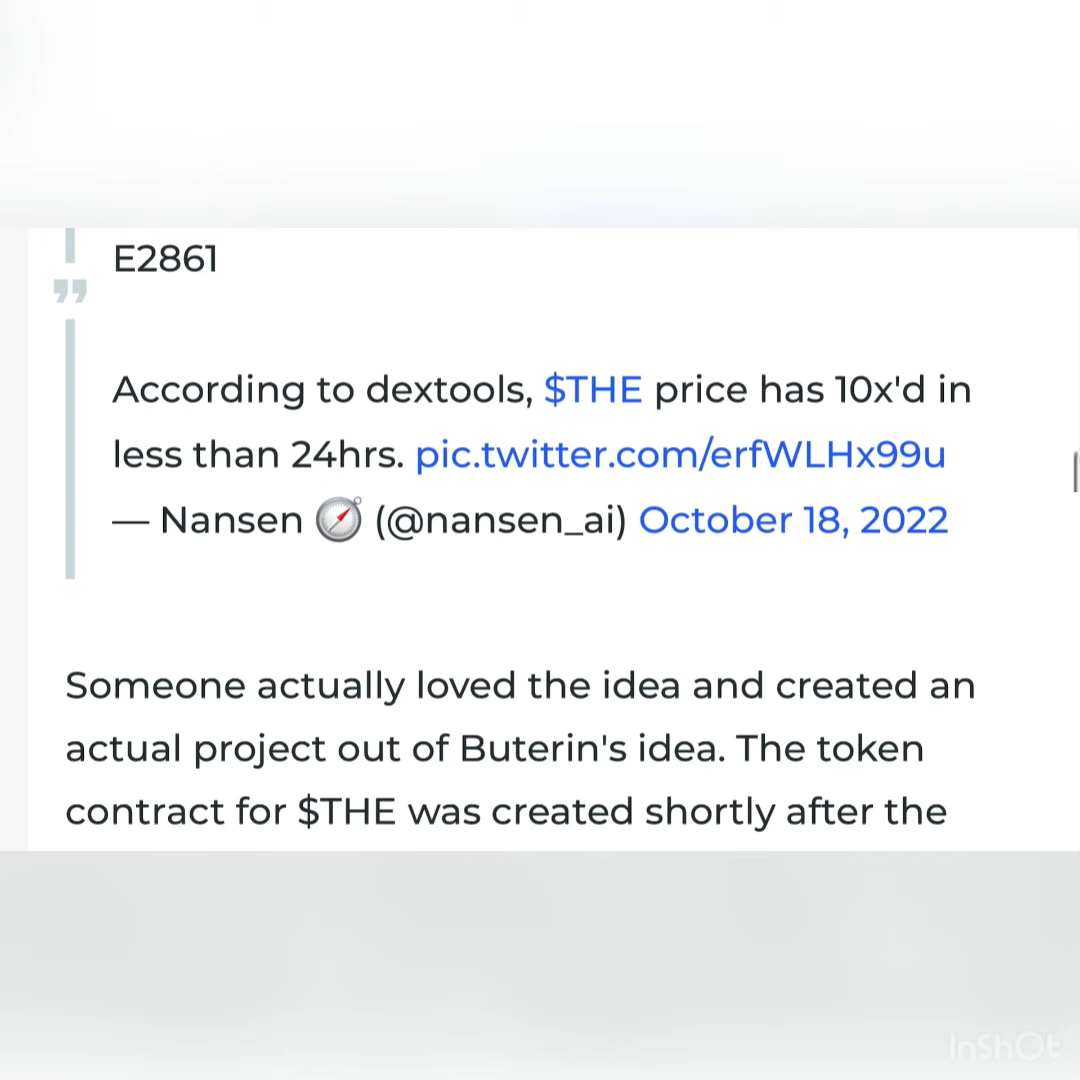 E2861
"
According to dextools, $THE price has 10x'd in
less than 24hrs. pic.twitter.com/erfWLHx99u
— Nansen 🧭 (@nansen_ai) October 18, 2022
Someone actually loved the idea and created an
actual project out of Buterin's idea. The token
contract for $THE was created shortly after the
InShOt